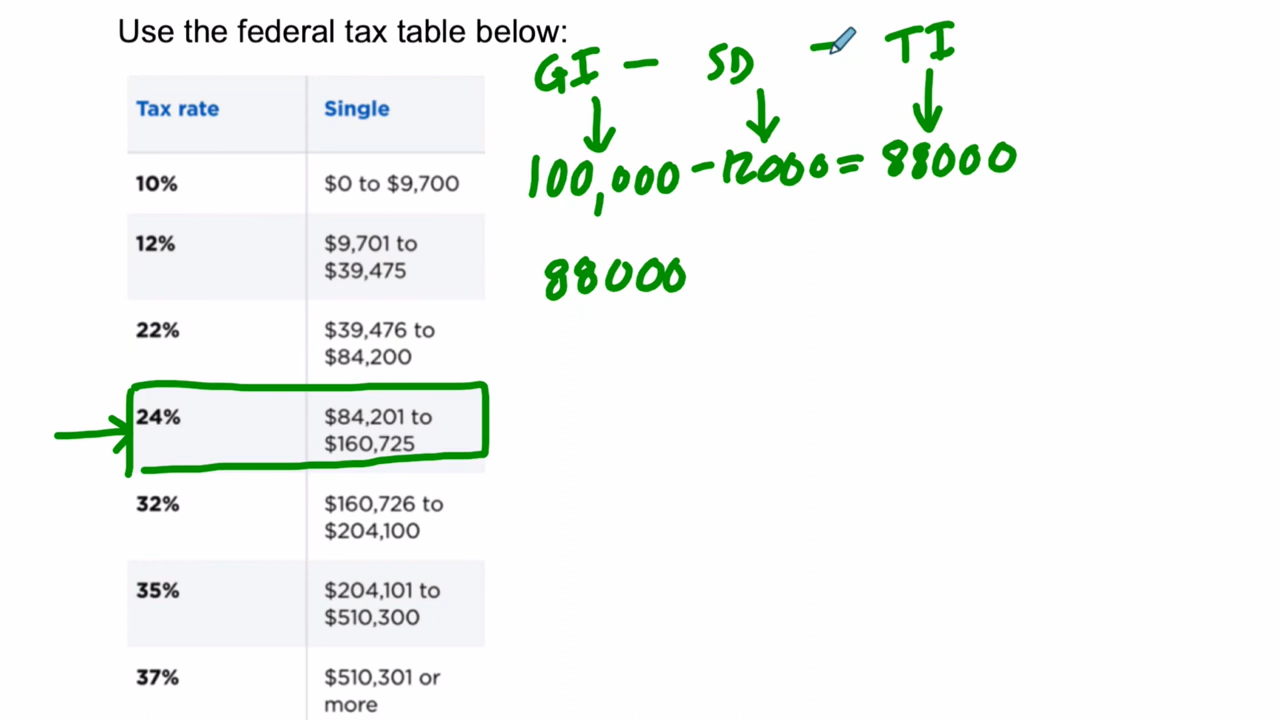 Use the federal tax table below:
GI - SD = TI
100,000 - 12000 = 88000
88000
Tax rate Single
10% $0 to $9,700
12% $9,701 to
$39,475
22% $39,476 to
$84,200
24% $84,201 to
$160,725
32% $160,726 to
$204,100
35% $204,101 to
$510,300
37% $510,301 or
more